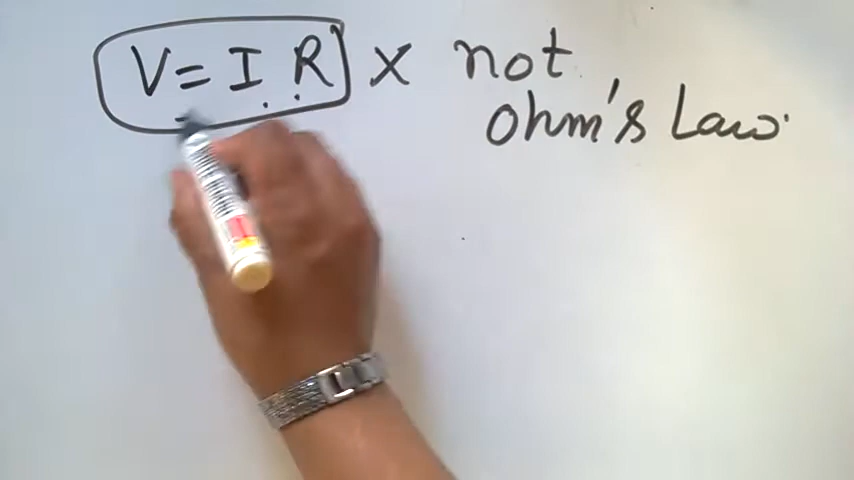 V = I R × not
ohm's Law.